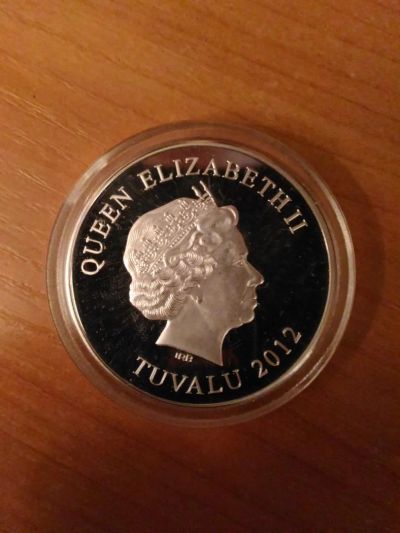 QUEEN ELIZABETH II
IRB
TUVALU 2012